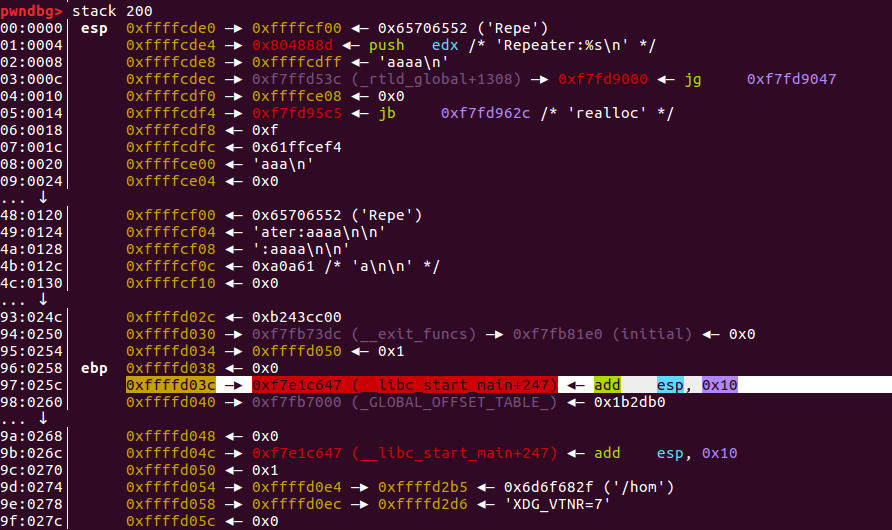 pwndbg> stack 200
00:0000│ esp 0xffffcde0 —▸ 0xffffcf00 ◂— 0x65706552 ('Repe')
01:0004│ 0xffffcde4 —▸ 0x804888d ◂— push edx /* 'Repeater:%s\n' */
02:0008│ 0xffffcde8 —▸ 0xffffcdff ◂— 'aaaa\n'
03:000c│ 0xffffcdec —▸ 0xf7ffd53c (_rtld_global+1308) —▸ 0xf7fd9000 ◂— jg 0xf7fd9047
04:0010│ 0xffffcdf0 —▸ 0xffffce08 ◂— 0x0
05:0014│ 0xffffcdf4 —▸ 0xf7fd95c5 ◂— jb 0xf7fd962c /* 'realloc' */
06:0018│ 0xffffcdf8 ◂— 0xf
07:001c│ 0xffffcdfc ◂— 0x61ffcef4
08:0020│ 0xffffce00 ◂— 'aaa\n'
09:0024│ 0xffffce04 ◂— 0x0
... ↓
48:0120│ 0xffffcf00 ◂— 0x65706552 ('Repe')
49:0124│ 0xffffcf04 ◂— 'ater:aaaa\n\n'
4a:0128│ 0xffffcf08 ◂— ':aaaa\n\n'
4b:012c│ 0xffffcf0c ◂— 0xa0a61 /* 'a\n\n' */
4c:0130│ 0xffffcf10 ◂— 0x0
... ↓
93:024c│ 0xffffd02c ◂— 0xb243cc00
94:0250│ 0xffffd030 —▸ 0xf7fb73dc (__exit_funcs) —▸ 0xf7fb81e0 (initial) ◂— 0x0
95:0254│ 0xffffd034 —▸ 0xffffd050 ◂— 0x1
96:0258│ ebp 0xffffd038 ◂— 0x0
97:025c│ 0xffffd03c —▸ 0xf7e1c647 (__libc_start_main+247) ◂— add esp, 0x10
98:0260│ 0xffffd040 —▸ 0xf7fb7000 (_GLOBAL_OFFSET_TABLE_) ◂— 0x1b2db0
... ↓
9a:0268│ 0xffffd048 ◂— 0x0
9b:026c│ 0xffffd04c —▸ 0xf7e1c647 (__libc_start_main+247) ◂— add esp, 0x10
9c:0270│ 0xffffd050 ◂— 0x1
9d:0274│ 0xffffd054 —▸ 0xffffd0e4 —▸ 0xffffd2b5 ◂— 0x6d6f682f ('/hom')
9e:0278│ 0xffffd058 —▸ 0xffffd0ec —▸ 0xffffd2d6 ◂— 'XDG_VTNR=7'
9f:027c│ 0xffffd05c ◂— 0x0